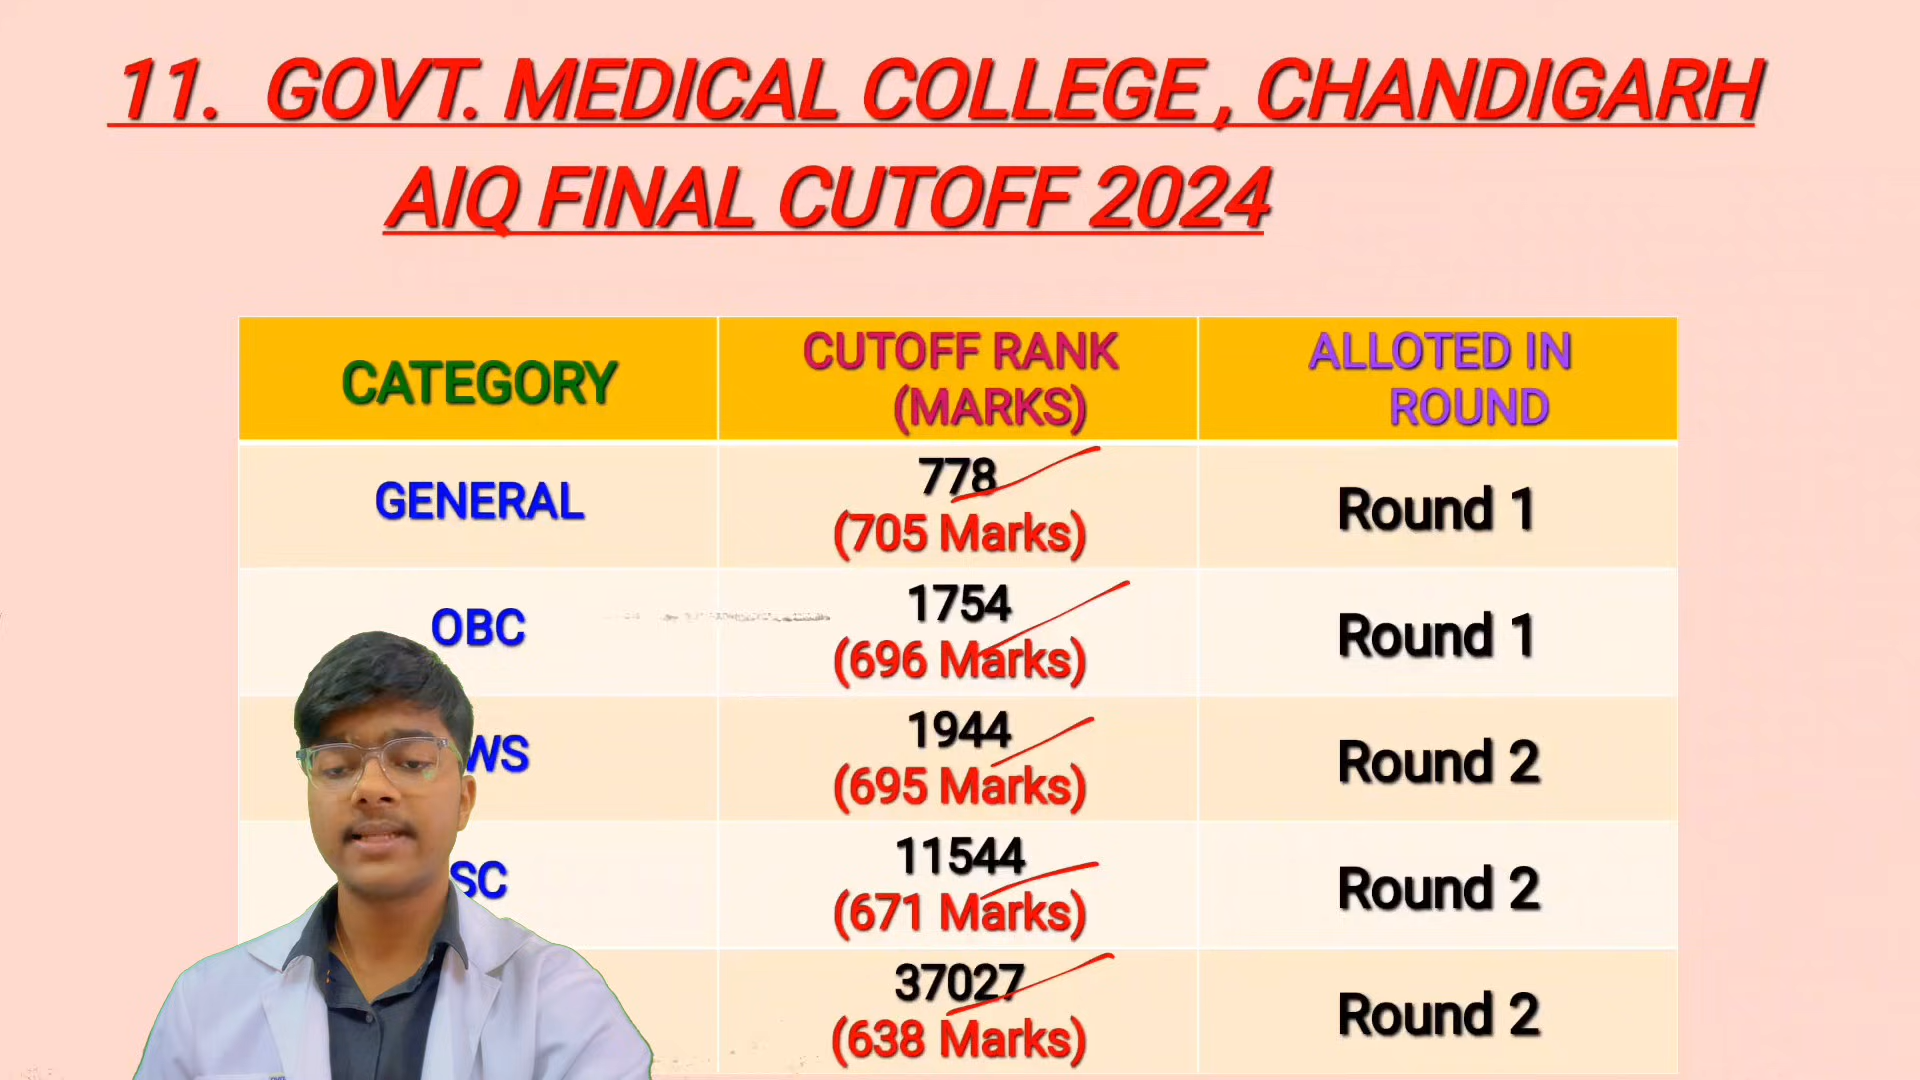 11. GOVT. MEDICAL COLLEGE , CHANDIGARH
AIQ FINAL CUTOFF 2024
CATEGORY
CUTOFF RANK
(MARKS)
ALLOTED IN
ROUND
GENERAL
778
(705 Marks)
Round 1
OBC
1754
(696 Marks)
Round 1
WS
1944
(695 Marks)
Round 2
SC
11544
(671 Marks)
Round 2
37027
(638 Marks)
Round 2